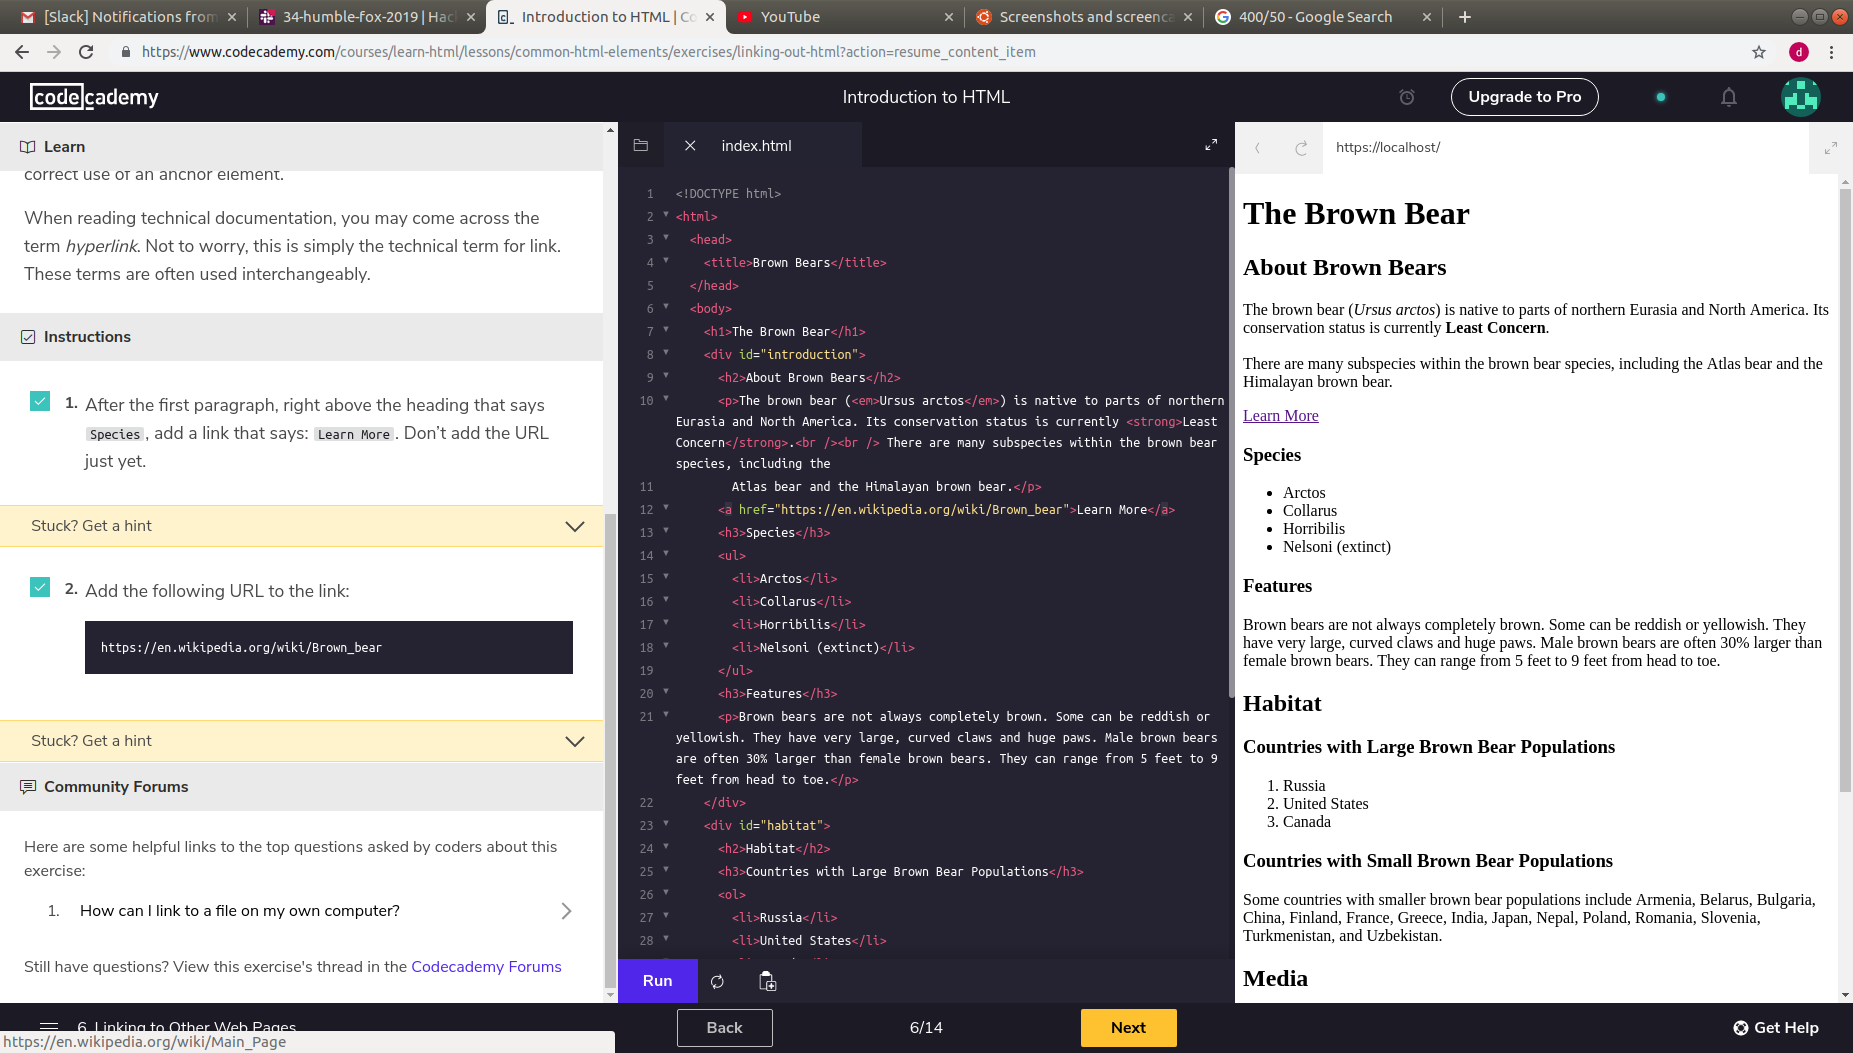 [Slack] Notifications from
34-humble-fox-2019 | Hac
Introduction to HTML | Co
YouTube
Screenshots and screenca
400/50 - Google Search
https://www.codecademy.com/courses/learn-html/lessons/common-html-elements/exercises/linking-out-html?action=resume_content_item
d
codecademy
Introduction to HTML
Upgrade to Pro
Learn
correct use of an anchor element.
When reading technical documentation, you may come across the
term hyperlink. Not to worry, this is simply the technical term for link.
These terms are often used interchangeably.
Instructions
1. After the first paragraph, right above the heading that says
Species, add a link that says: Learn More. Don’t add the URL
just yet.
Stuck? Get a hint
2. Add the following URL to the link:
https://en.wikipedia.org/wiki/Brown_bear
Stuck? Get a hint
Community Forums
Here are some helpful links to the top questions asked by coders about this
exercise:
1. How can I link to a file on my own computer?
Still have questions? View this exercise's thread in the Codecademy Forums
index.html
1 <!DOCTYPE html>
2 <html>
3 <head>
4 <title>Brown Bears</title>
5 </head>
6 <body>
7 <h1>The Brown Bear</h1>
8 <div id="introduction">
9 <h2>About Brown Bears</h2>
10 <p>The brown bear (<em>Ursus arctos</em>) is native to parts of northern
Eurasia and North America. Its conservation status is currently <strong>Least
Concern</strong>.<br /><br /> There are many subspecies within the brown bear
species, including the
11 Atlas bear and the Himalayan brown bear.</p>
12 <a href="https://en.wikipedia.org/wiki/Brown_bear">Learn More</a>
13 <h3>Species</h3>
14 <ul>
15 <li>Arctos</li>
16 <li>Collarus</li>
17 <li>Horribilis</li>
18 <li>Nelsoni (extinct)</li>
19 </ul>
20 <h3>Features</h3>
21 <p>Brown bears are not always completely brown. Some can be reddish or
yellowish. They have very large, curved claws and huge paws. Male brown bears
are often 30% larger than female brown bears. They can range from 5 feet to 9
feet from head to toe.</p>
22 </div>
23 <div id="habitat">
24 <h2>Habitat</h2>
25 <h3>Countries with Large Brown Bear Populations</h3>
26 <ol>
27 <li>Russia</li>
28 <li>United States</li>
Run
https://localhost/
The Brown Bear
About Brown Bears
The brown bear (Ursus arctos) is native to parts of northern Eurasia and North America. Its
conservation status is currently Least Concern.
There are many subspecies within the brown bear species, including the Atlas bear and the
Himalayan brown bear.
Learn More
Species
Arctos
Collarus
Horribilis
Nelsoni (extinct)
Features
Brown bears are not always completely brown. Some can be reddish or yellowish. They
have very large, curved claws and huge paws. Male brown bears are often 30% larger than
female brown bears. They can range from 5 feet to 9 feet from head to toe.
Habitat
Countries with Large Brown Bear Populations
1. Russia
2. United States
3. Canada
Countries with Small Brown Bear Populations
Some countries with smaller brown bear populations include Armenia, Belarus, Bulgaria,
China, Finland, France, Greece, India, Japan, Nepal, Poland, Romania, Slovenia,
Turkmenistan, and Uzbekistan.
Media
6. Linking to Other Web Pages
Back
6/14
Next
Get Help
https://en.wikipedia.org/wiki/Main_Page